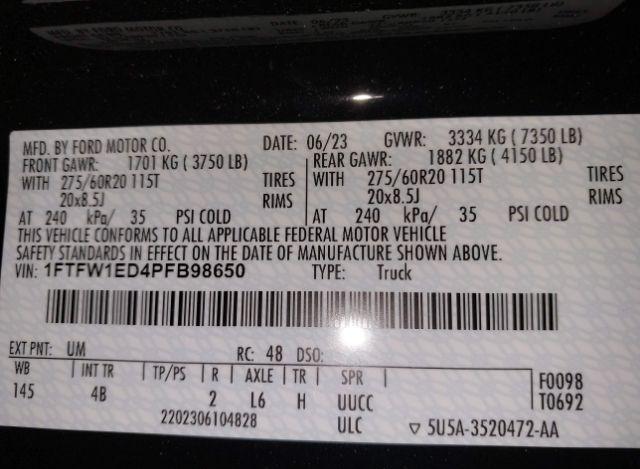 MFD. BY FORD MOTOR CO. DATE: 06/23 GVWR: 3334 KG ( 7350 LB)
FRONT GAWR: 1701 KG ( 3750 LB) REAR GAWR: 1882 KG ( 4150 LB)
WITH 275/60R20 115T TIRES WITH 275/60R20 115T TIRES
20x8.5J RIMS 20x8.5J RIMS
AT 240 kPa/ 35 PSI COLD AT 240 kPa/ 35 PSI COLD
THIS VEHICLE CONFORMS TO ALL APPLICABLE FEDERAL MOTOR VEHICLE
SAFETY STANDARDS IN EFFECT ON THE DATE OF MANUFACTURE SHOWN ABOVE.
VIN: 1FTFW1ED4PFB98650 TYPE: Truck
EXT PNT: UM RC: 48 DSO:
WB INT TR TP/PS R AXLE TR SPR F0098
145 4B 2 L6 H UUCC T0692
2202306104828 ULC ▽ 5U5A-3520472-AA